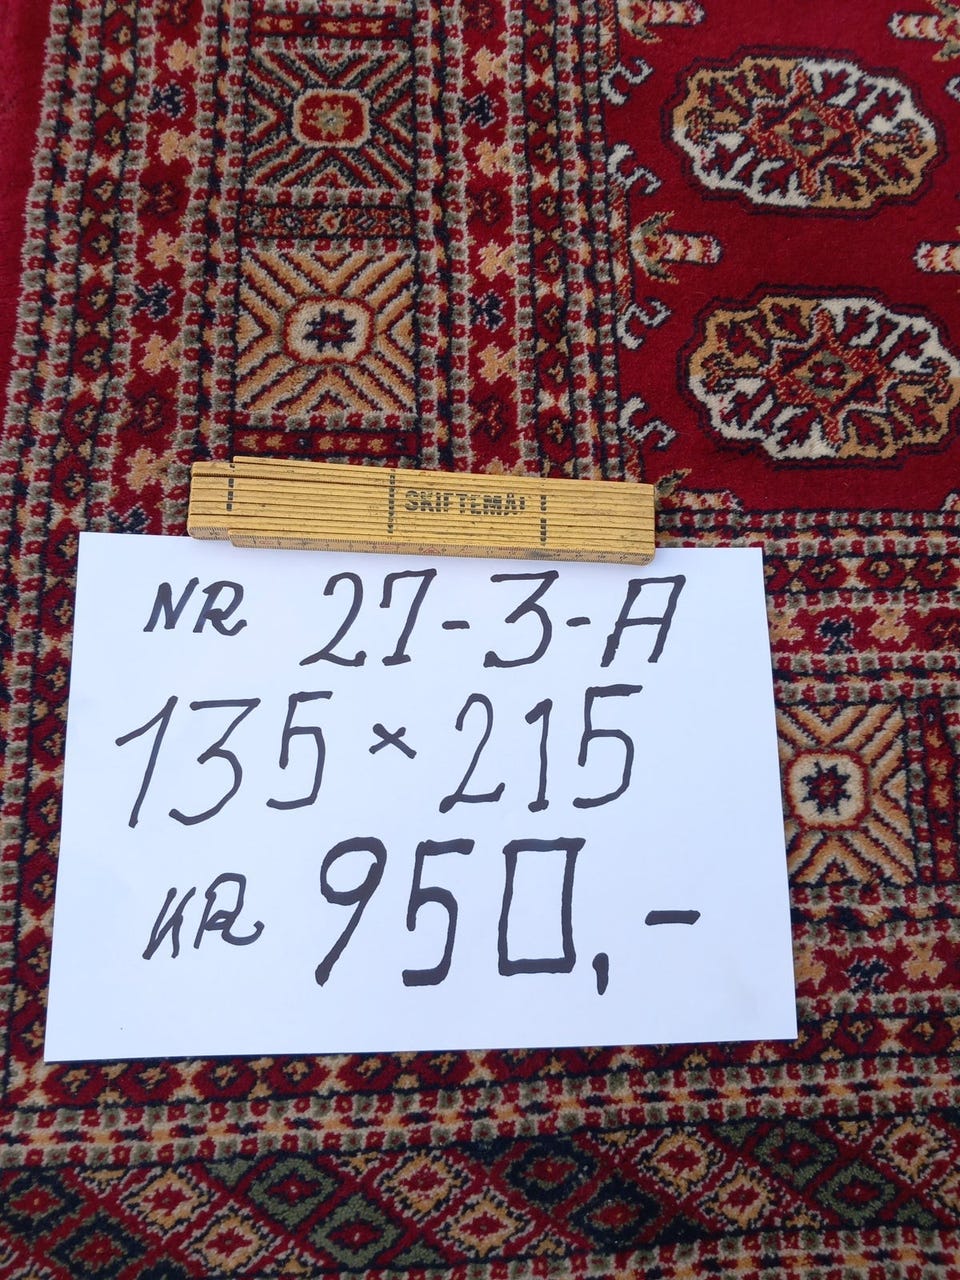 SKIFTEMÅL
NR 27-3-A
135 × 215
KR 950,-